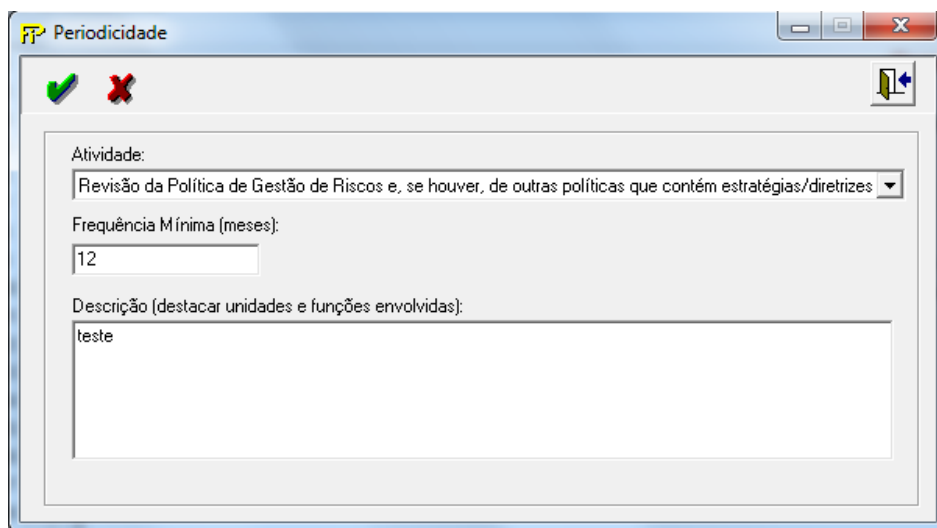 FIP Periodicidade
Atividade:
Revisão da Política de Gestão de Riscos e, se houver, de outras políticas que contém estratégias/diretrizes
Frequência Mínima (meses):
12
Descrição (destacar unidades e funções envolvidas):
teste